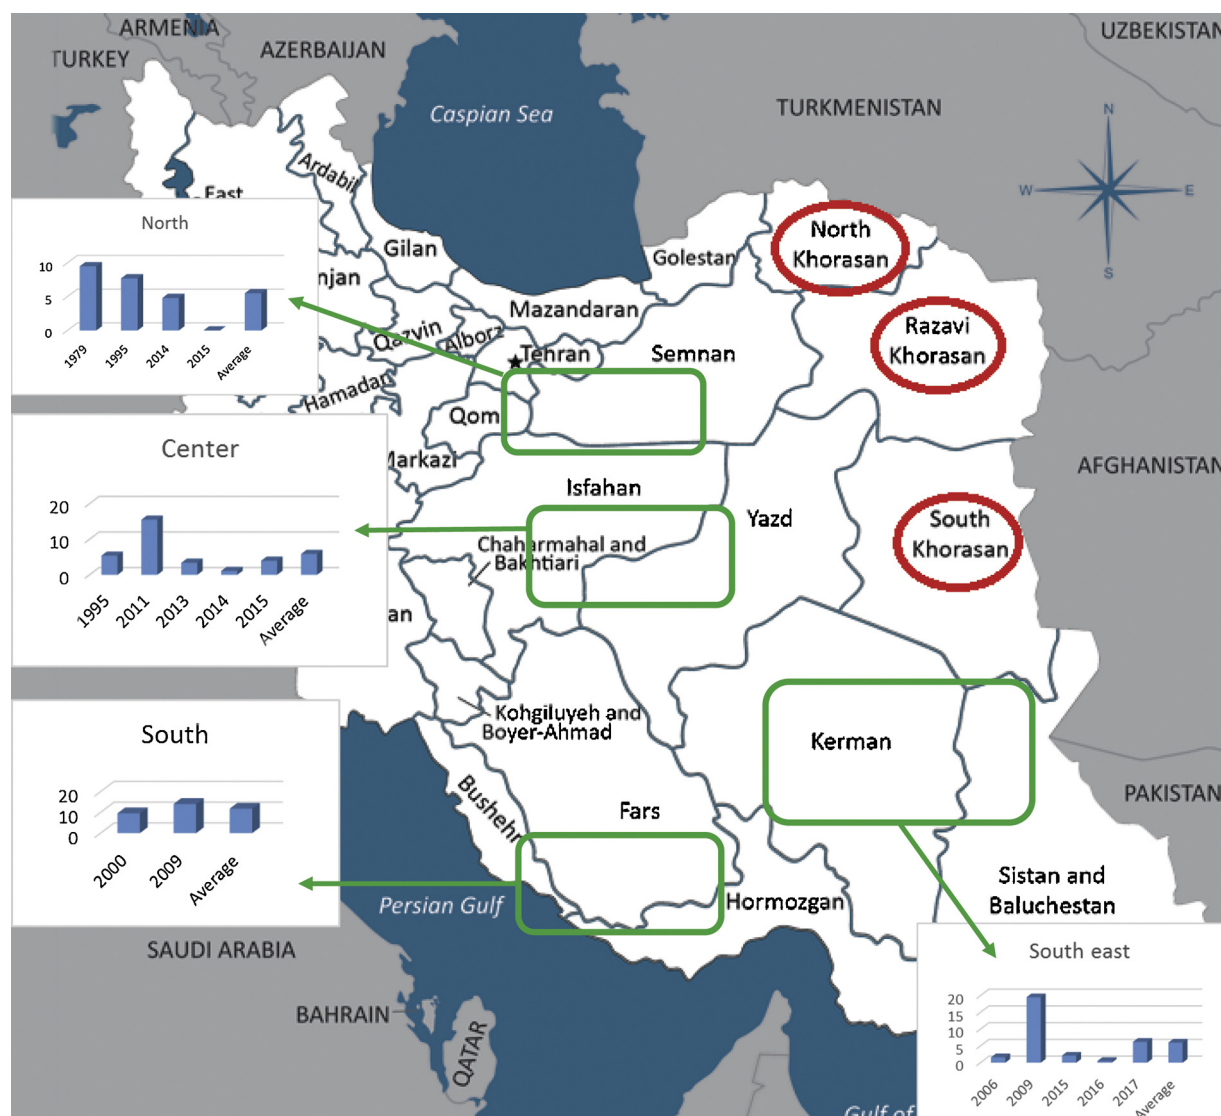 ARMENIA
UZBEKISTAN
TURKEY
AZERBAIJAN
Caspian Sea
TURKMENISTAN
N
W
E
S
Ardabil
East
North
Khorasan
Gilan
Golestan
Mazandaran
Razavi
Khorasan
Qazvin
Alborz
Tehran
Semnan
Hamadan
Qom
Markazi
AFGHANISTAN
Isfahan
Yazd
South
Khorasan
Chaharmahal and
Bakhtiari
Kohgiluyeh and
Boyer-Ahmad
Kerman
Bushehr
Fars
PAKISTAN
Sistan and
Baluchestan
Hormozgan
Persian Gulf
SAUDI ARABIA
BAHRAIN
QATAR
Gulf of
North
10
5
0
1979
1995
2014
2015
Average
Center
20
10
0
1995
2011
2013
2014
2015
Average
South
20
10
0
2000
2009
Average
South east
20
15
10
5
0
2006
2009
2015
2016
2017
Average